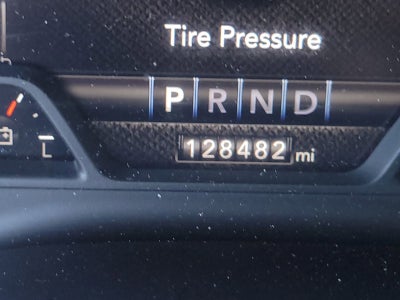 Tire Pressure
P R N D
L 128482 mi